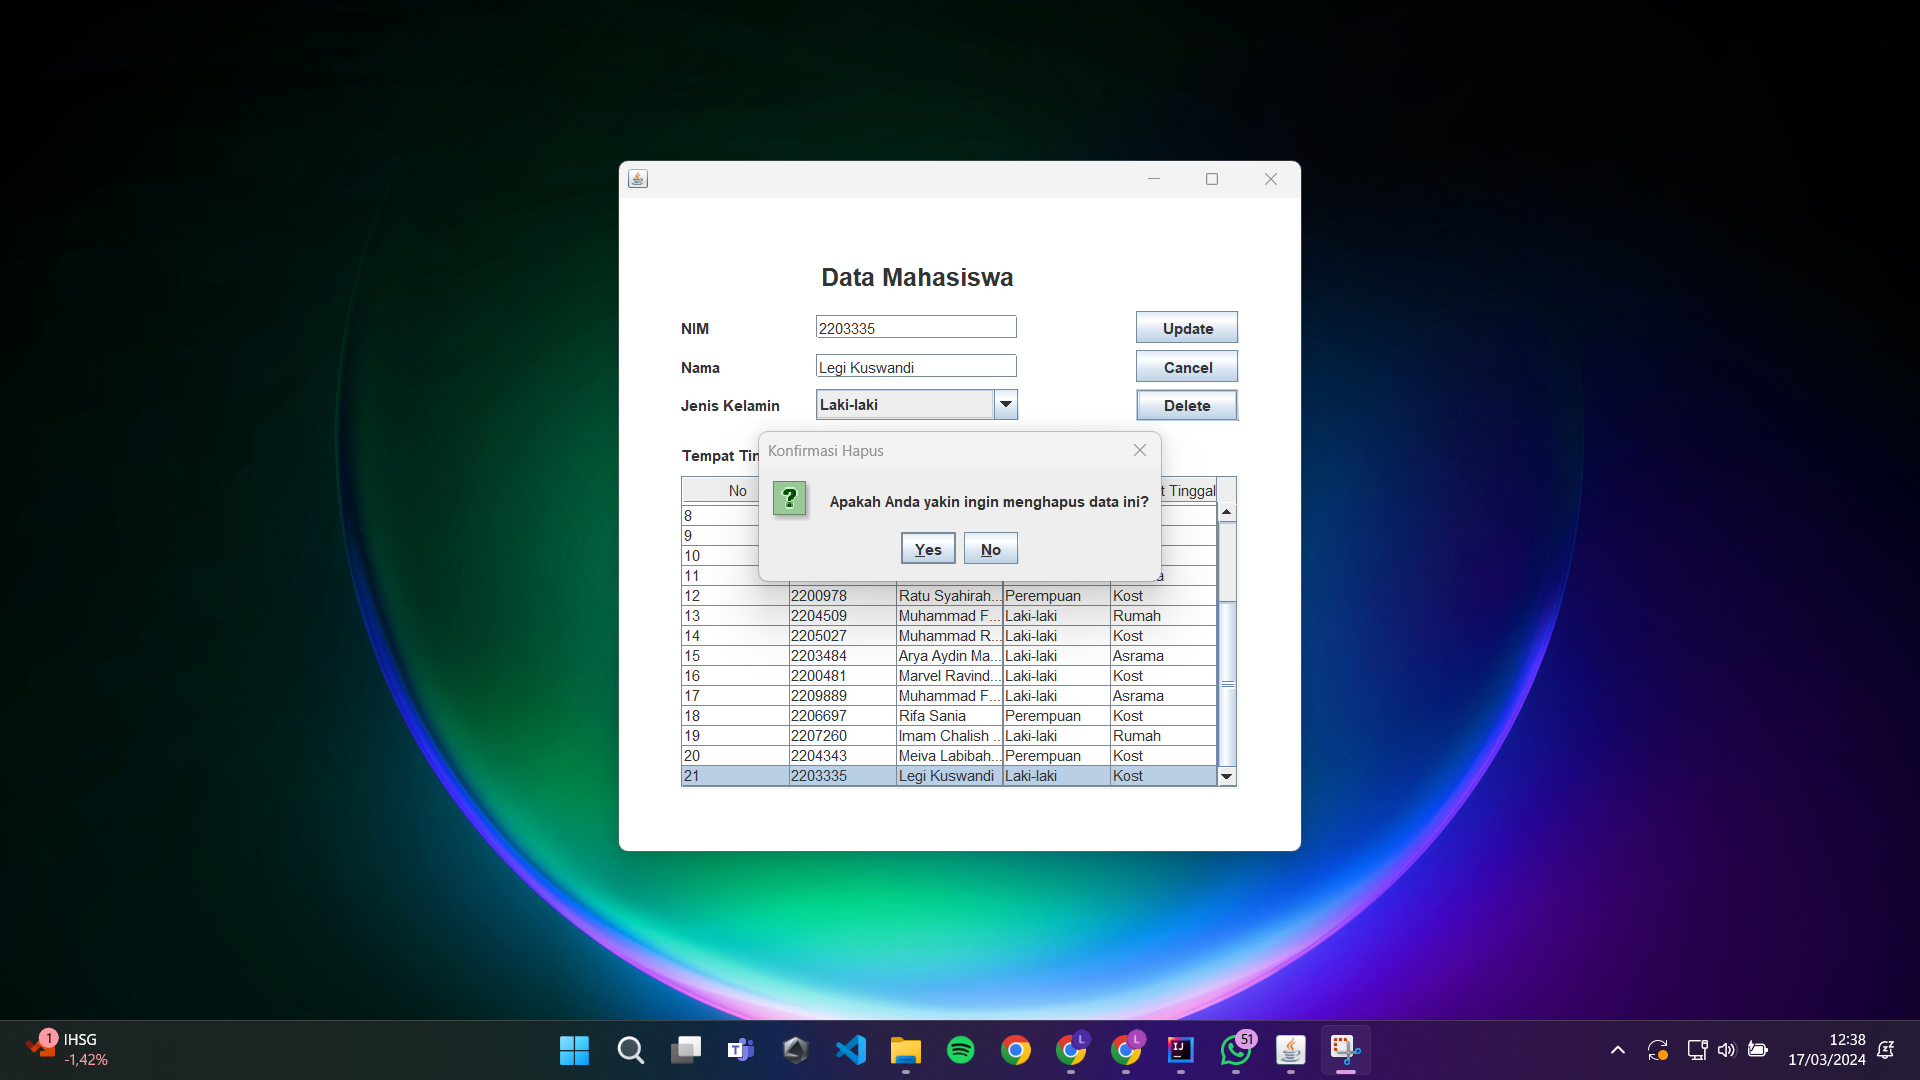 Data Mahasiswa
NIM 2203335 Update
Nama Legi Kuswandi Cancel
Jenis Kelamin Laki-laki Delete
Konfirmasi Hapus
Tempat Tin
No t Tinggal
? Apakah Anda yakin ingin menghapus data ini?
Yes No
8
9
10
11 a
12 2200978 Ratu Syahirah... Perempuan Kost
13 2204509 Muhammad F... Laki-laki Rumah
14 2205027 Muhammad R... Laki-laki Kost
15 2203484 Arya Aydin Ma... Laki-laki Asrama
16 2200481 Marvel Ravind... Laki-laki Kost
17 2209889 Muhammad F... Laki-laki Asrama
18 2206697 Rifa Sania Perempuan Kost
19 2207260 Imam Chalish .. Laki-laki Rumah
20 2204343 Meiva Labibah... Perempuan Kost
21 2203335 Legi Kuswandi Laki-laki Kost
1 IHSG
-1,42%
T
L
L
IJ
51
12:38
17/03/2024